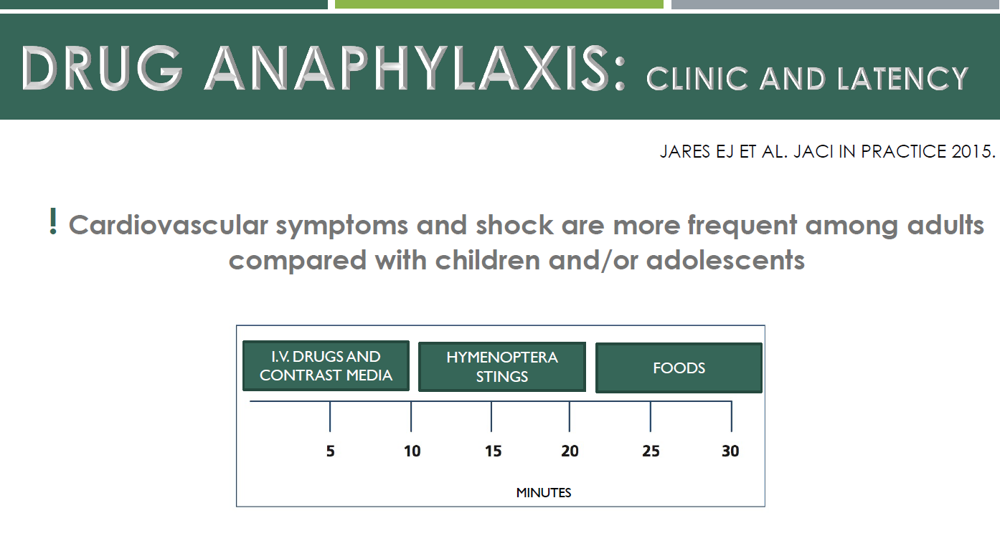 DRUG ANAPHYLAXIS: CLINIC AND LATENCY
JARES EJ ET AL. JACI IN PRACTICE 2015.
! Cardiovascular symptoms and shock are more frequent among adults
compared with children and/or adolescents
I.V. DRUGS AND
CONTRAST MEDIA
HYMENOPTERA
STINGS
FOODS
5 10 15 20 25 30
MINUTES